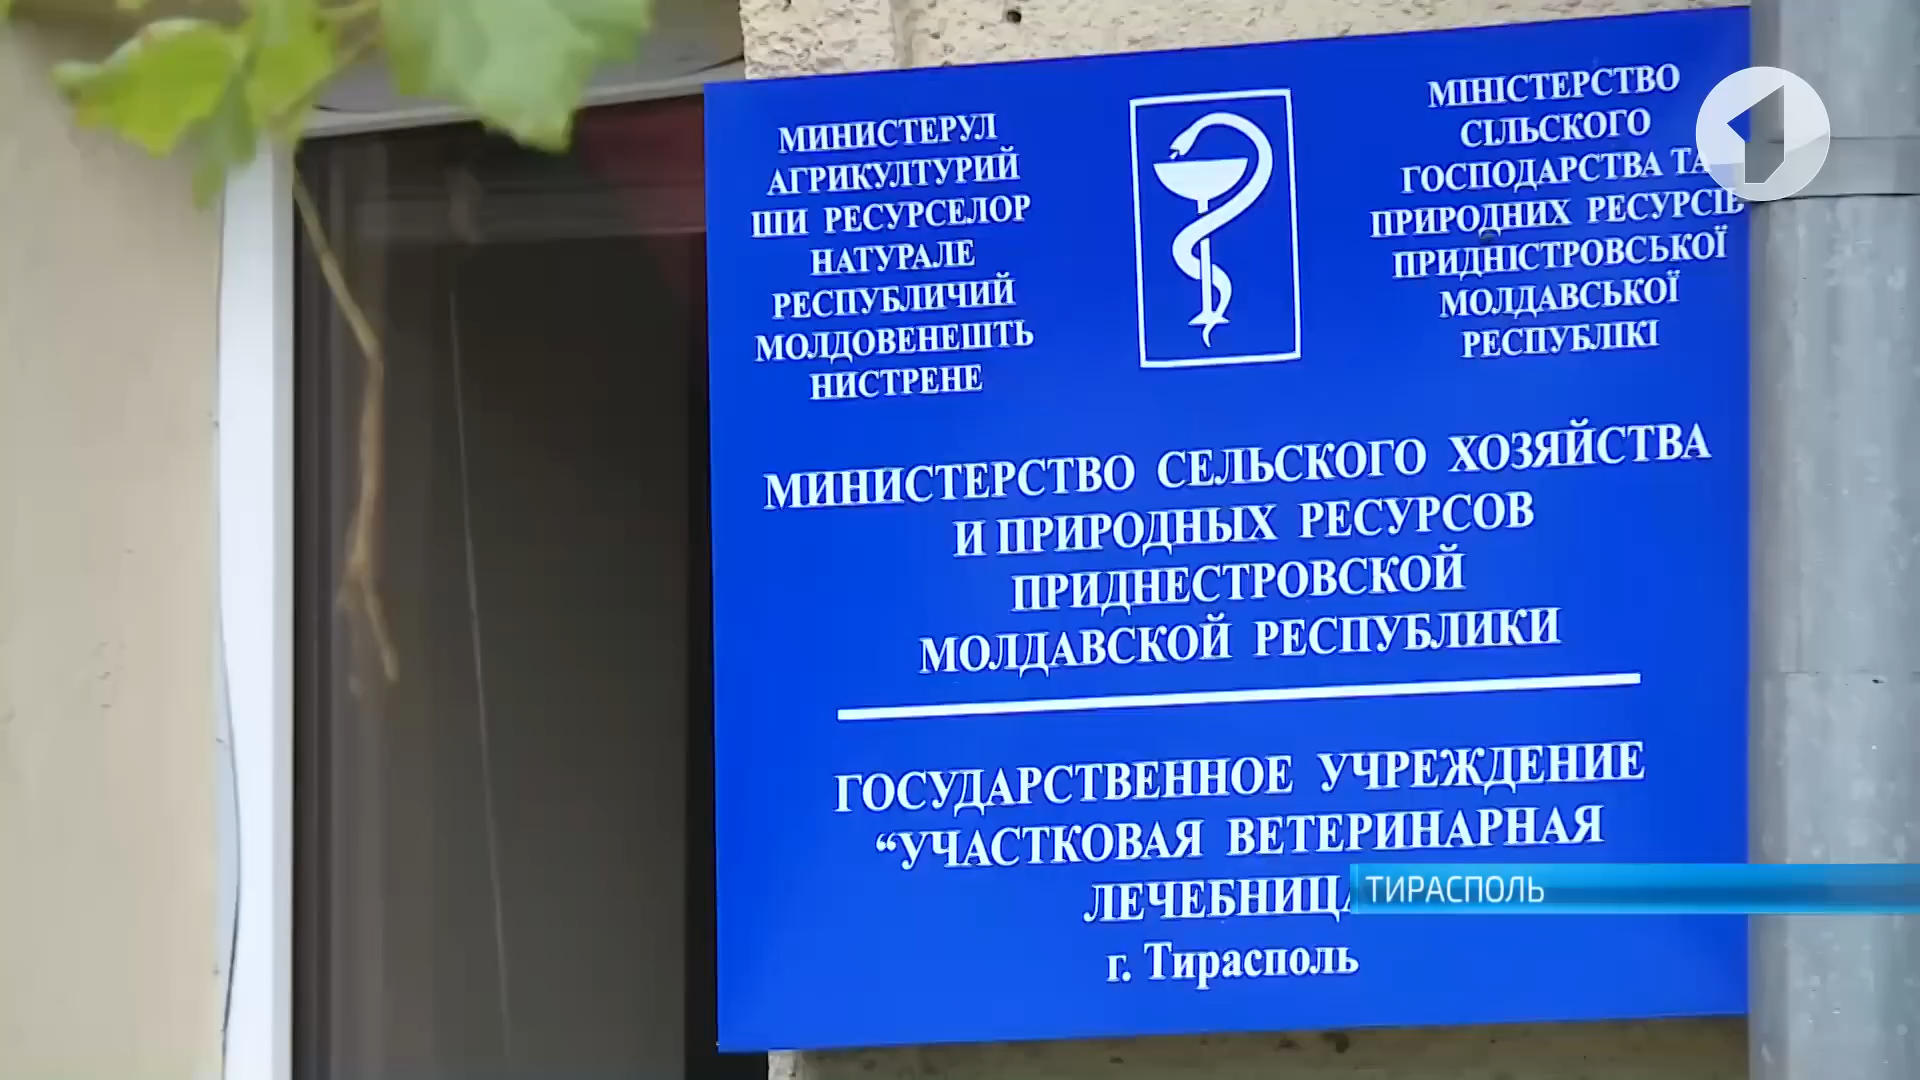 МИНИСТЕРУЛ
АГРИКУЛТУРИЙ
ШИ РЕСУРСЕЛОР
НАТУРАЛЕ
РЕСПУБЛИЧИЙ
МОЛДОВЕНЕШТЬ
НИСТРЕНЕ
МІНІСТЕРСТВО
СІЛЬСКОГО
ГОСПОДАРСТВА ТА
ПРИРОДНИХ РЕСУРСІВ
ПРИДНІСТРОВСЬКОЇ
МОЛДАВСЬКОЇ
РЕСПУБЛІКІ
МИНИСТЕРСТВО СЕЛЬСКОГО ХОЗЯЙСТВА
И ПРИРОДНЫХ РЕСУРСОВ
ПРИДНЕСТРОВСКОЙ
МОЛДАВСКОЙ РЕСПУБЛИКИ
ГОСУДАРСТВЕННОЕ УЧРЕЖДЕНИЕ
“УЧАСТКОВАЯ ВЕТЕРИНАРНАЯ
ЛЕЧЕБНИЦА
г. Тирасполь
ТИРАСПОЛЬ